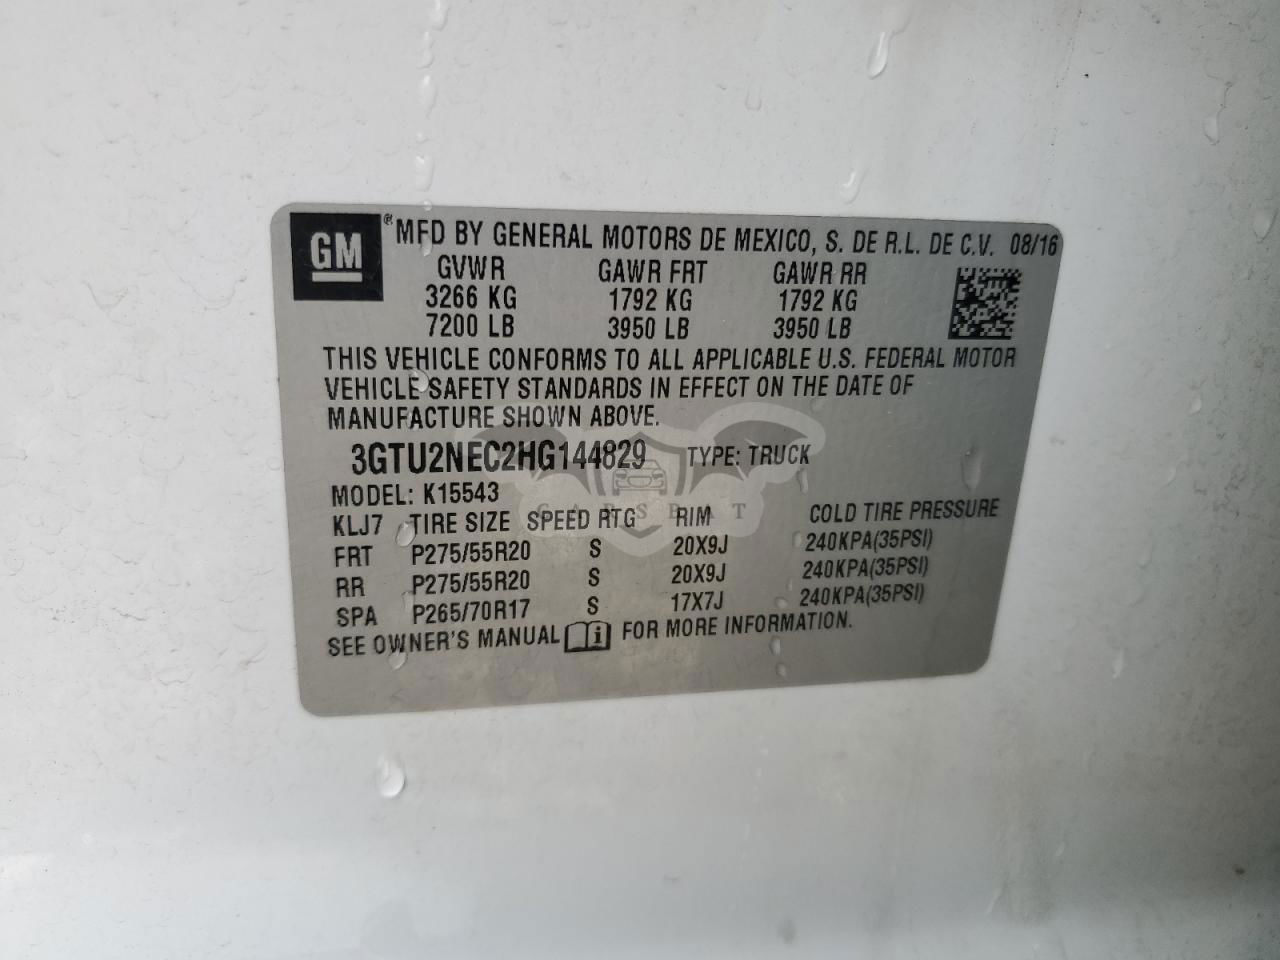 GM ® MFD BY GENERAL MOTORS DE MEXICO, S. DE R.L. DE C.V. 08/16
GVWR GAWR FRT GAWR RR
3266 KG 1792 KG 1792 KG
7200 LB 3950 LB 3950 LB
THIS VEHICLE CONFORMS TO ALL APPLICABLE U.S. FEDERAL MOTOR
VEHICLE SAFETY STANDARDS IN EFFECT ON THE DATE OF
MANUFACTURE SHOWN ABOVE.
3GTU2NEC2HG144829 TYPE: TRUCK
MODEL: K15543
CARSBAT
KLJ7 TIRE SIZE SPEED RTG RIM COLD TIRE PRESSURE
FRT P275/55R20 S 20X9J 240KPA(35PSI)
RR P275/55R20 S 20X9J 240KPA(35PSI)
SPA P265/70R17 S 17X7J 240KPA(35PSI)
SEE OWNER'S MANUAL i FOR MORE INFORMATION.